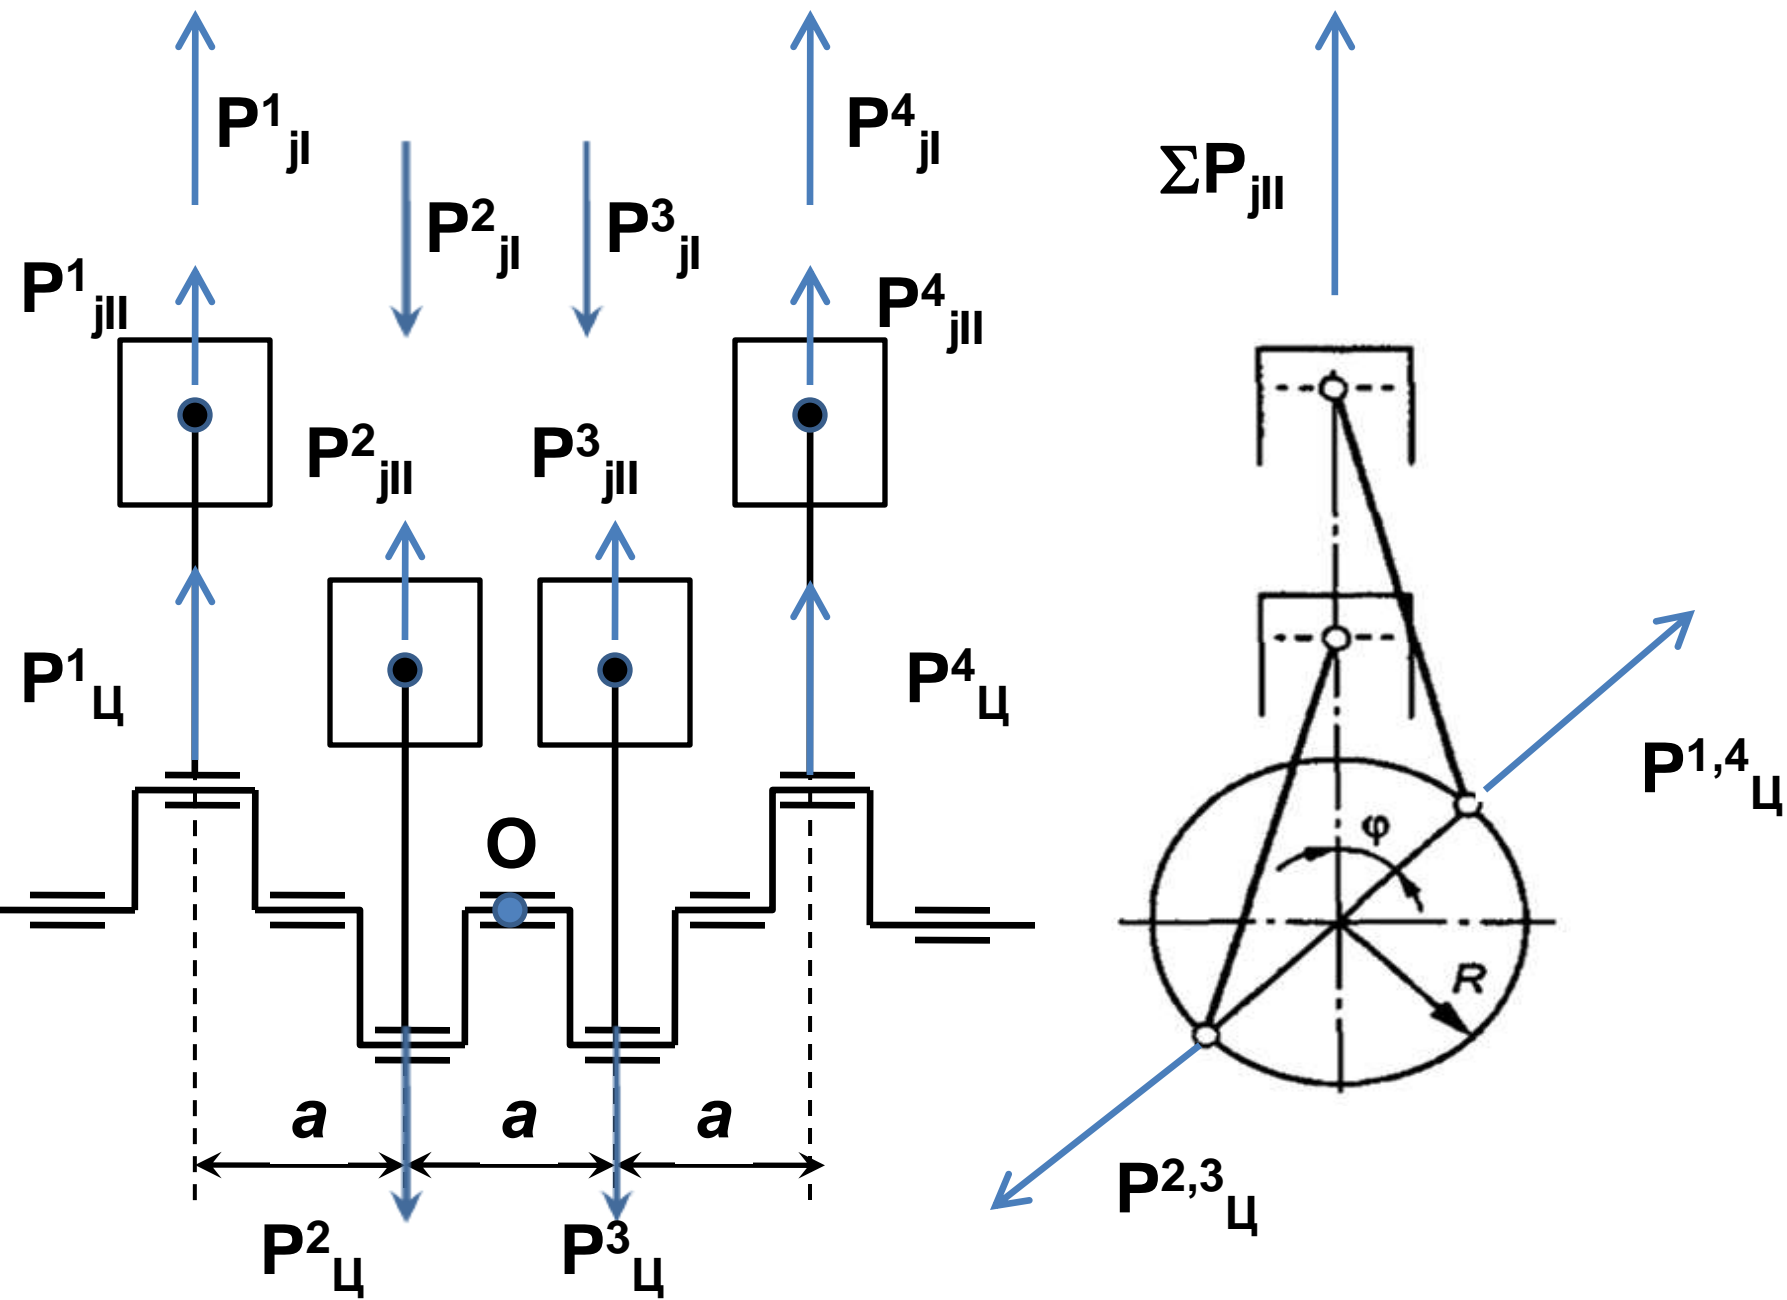 P¹jI
P⁴jI
ΣPjII
P²jI
P³jI
P¹jII
P⁴jII
P²jII
P³jII
P¹Ц
P⁴Ц
P¹,⁴Ц
O
φ
R
a
a
a
P²,³Ц
P²Ц
P³Ц